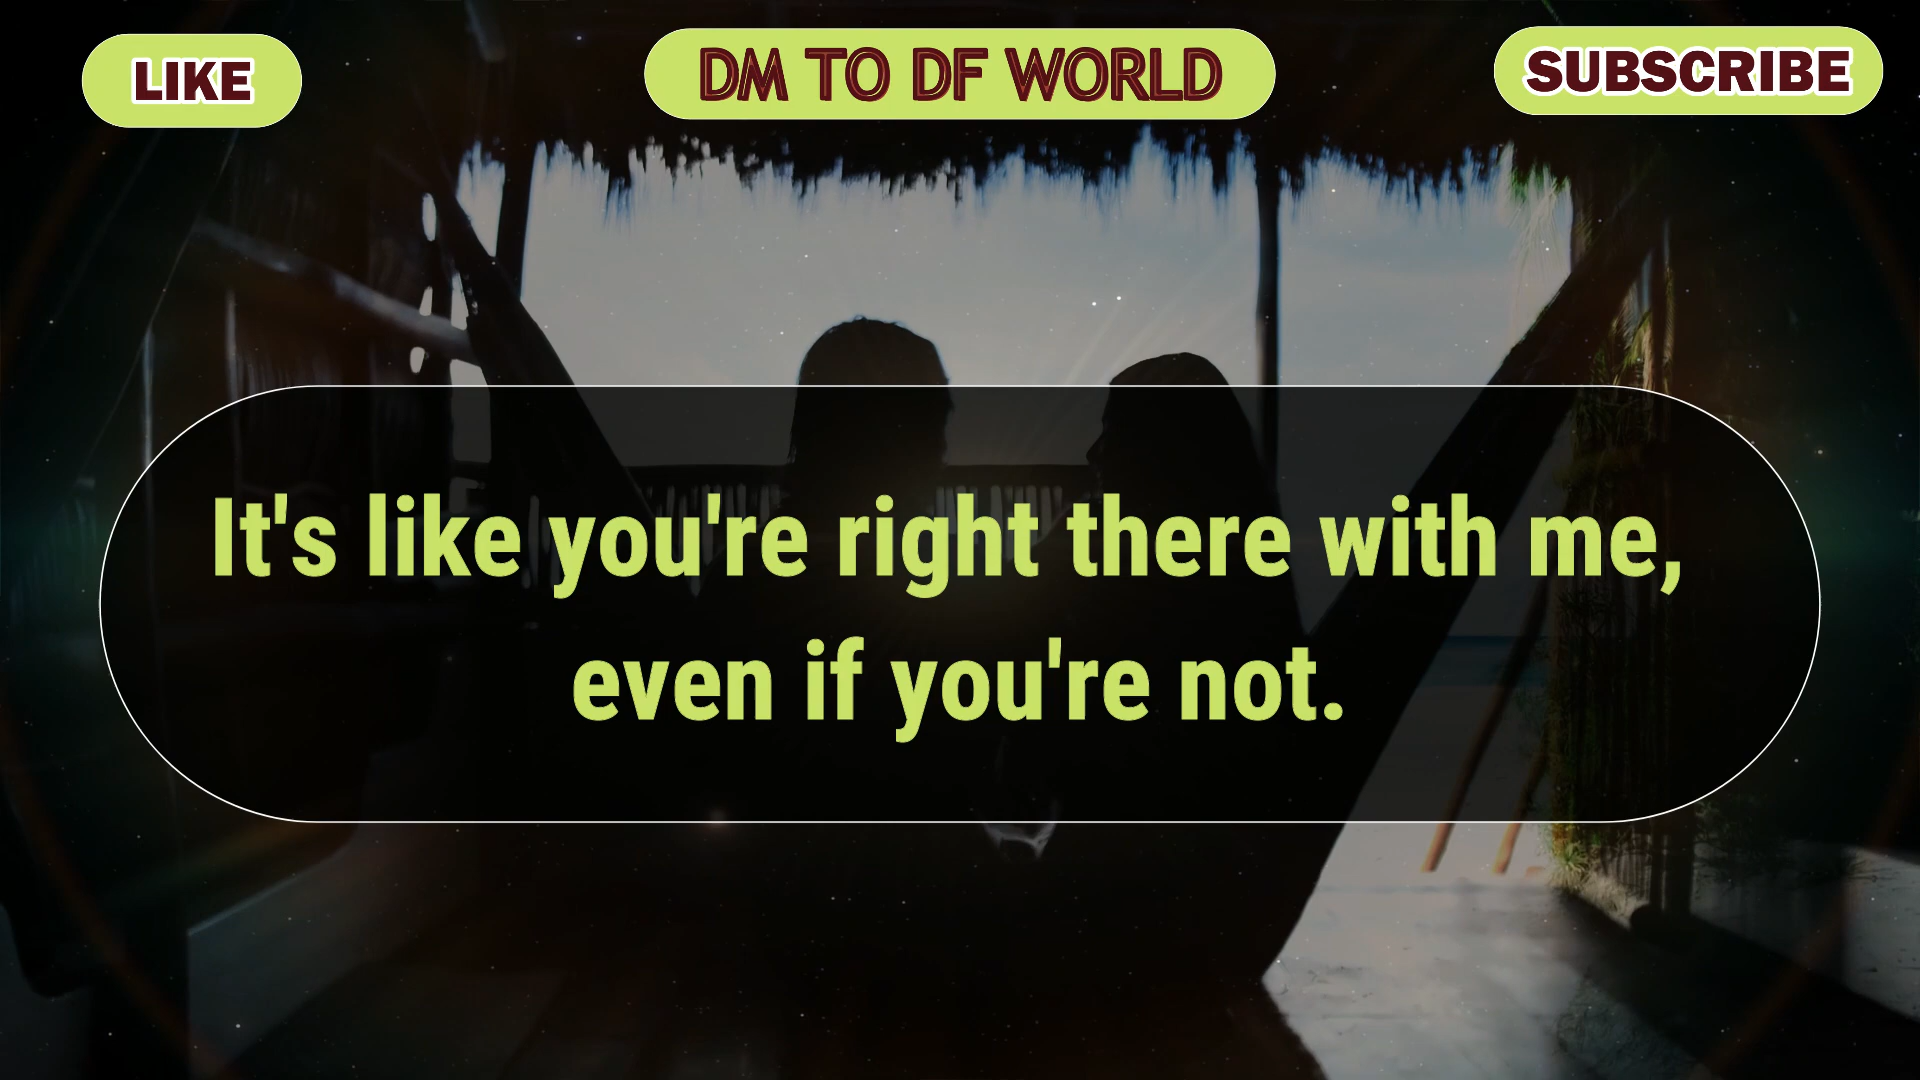 LIKE
DM TO DF WORLD
SUBSCRIBE
It's like you're right there with me,
even if you're not.